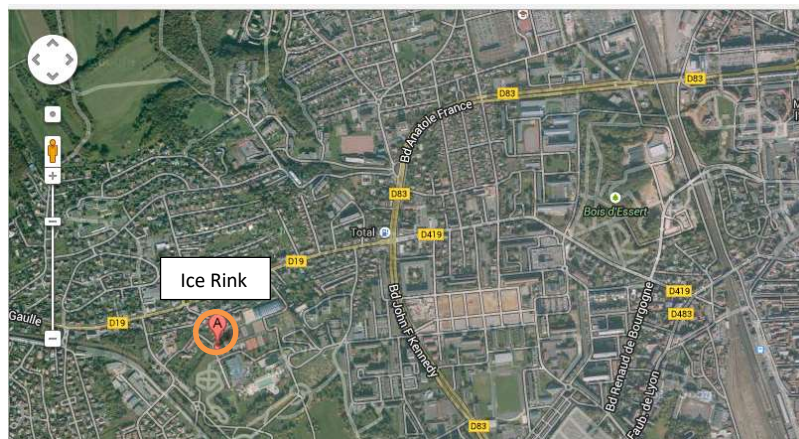 D83
D83
Bd Anatole France
D83
Bois d'Essert
Total
D419
D19
Ice Rink
D419
D483
Gaulle
D19
A
Bd John F Kennedy
Bd Renaud de Bourgogne
Faub. de Lyon
D83